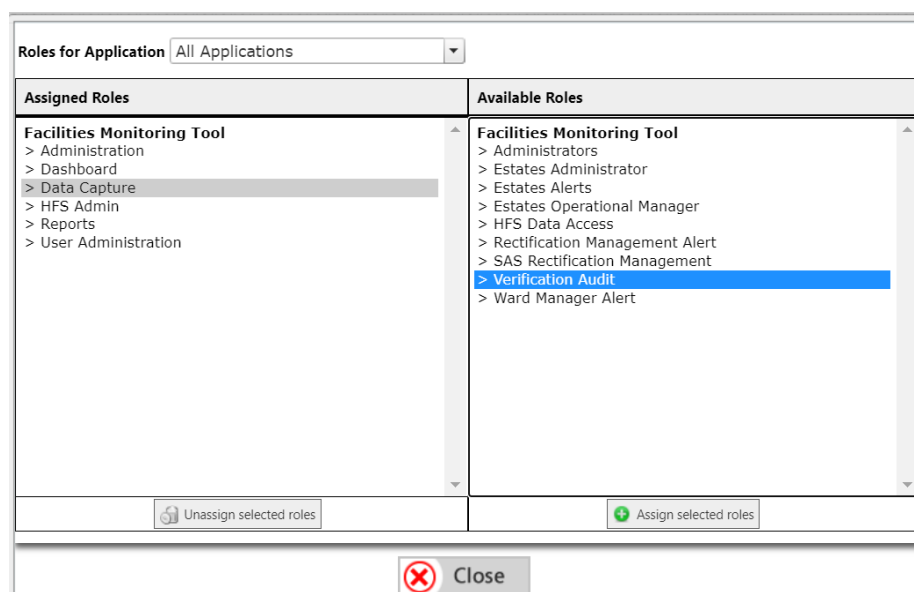 Roles for Application All Applications
Assigned Roles
Facilities Monitoring Tool
> Administration
> Dashboard
> Data Capture
> HFS Admin
> Reports
> User Administration
Unassign selected roles
Available Roles
Facilities Monitoring Tool
> Administrators
> Estates Administrator
> Estates Alerts
> Estates Operational Manager
> HFS Data Access
> Rectification Management Alert
> SAS Rectification Management
> Verification Audit
> Ward Manager Alert
Assign selected roles
Close